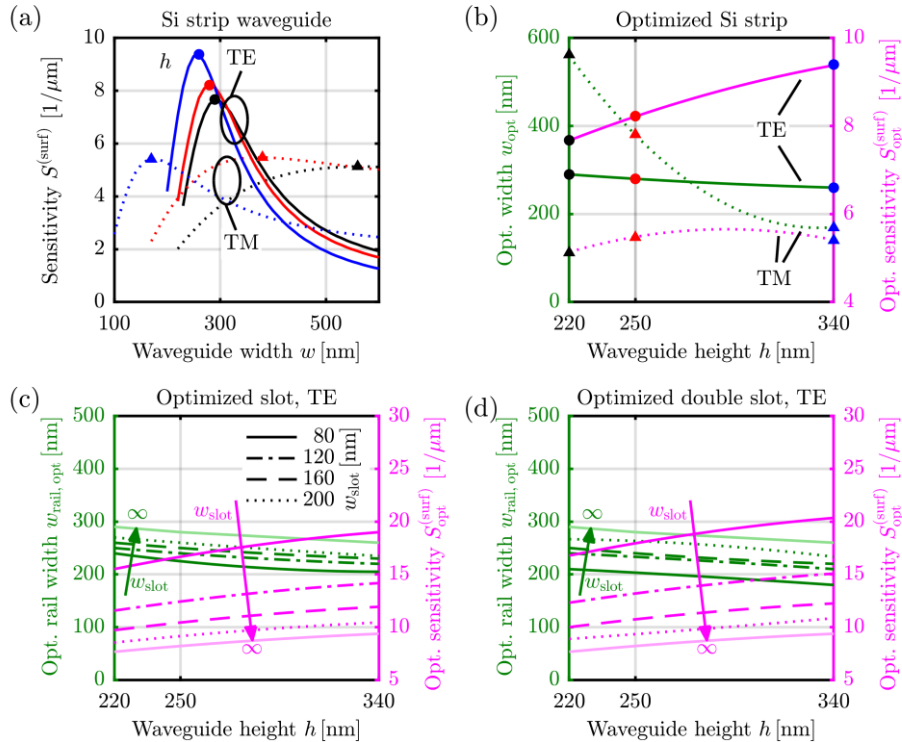 (a)
Si strip waveguide
Sensitivity S^(surf) [1/μm]
10
8
6
4
2
0
h
TE
TM
100
300
500
Waveguide width w [nm]
(b)
Optimized Si strip
Opt. width w_opt [nm]
600
400
200
0
TE
TM
10
8
6
4
Opt. sensitivity S_opt^(surf) [1/μm]
220
250
340
Waveguide height h [nm]
(c)
Optimized slot, TE
Opt. rail width w_rail, opt [nm]
500
400
300
200
100
0
80
120
160
200
w_slot [nm]
∞
w_slot
w_slot
∞
30
25
20
15
10
5
Opt. sensitivity S_opt^(surf) [1/μm]
220
250
340
Waveguide height h [nm]
(d)
Optimized double slot, TE
Opt. rail width w_rail, opt [nm]
500
400
300
200
100
0
∞
w_slot
w_slot
∞
30
25
20
15
10
5
Opt. sensitivity S_opt^(surf) [1/μm]
220
250
340
Waveguide height h [nm]